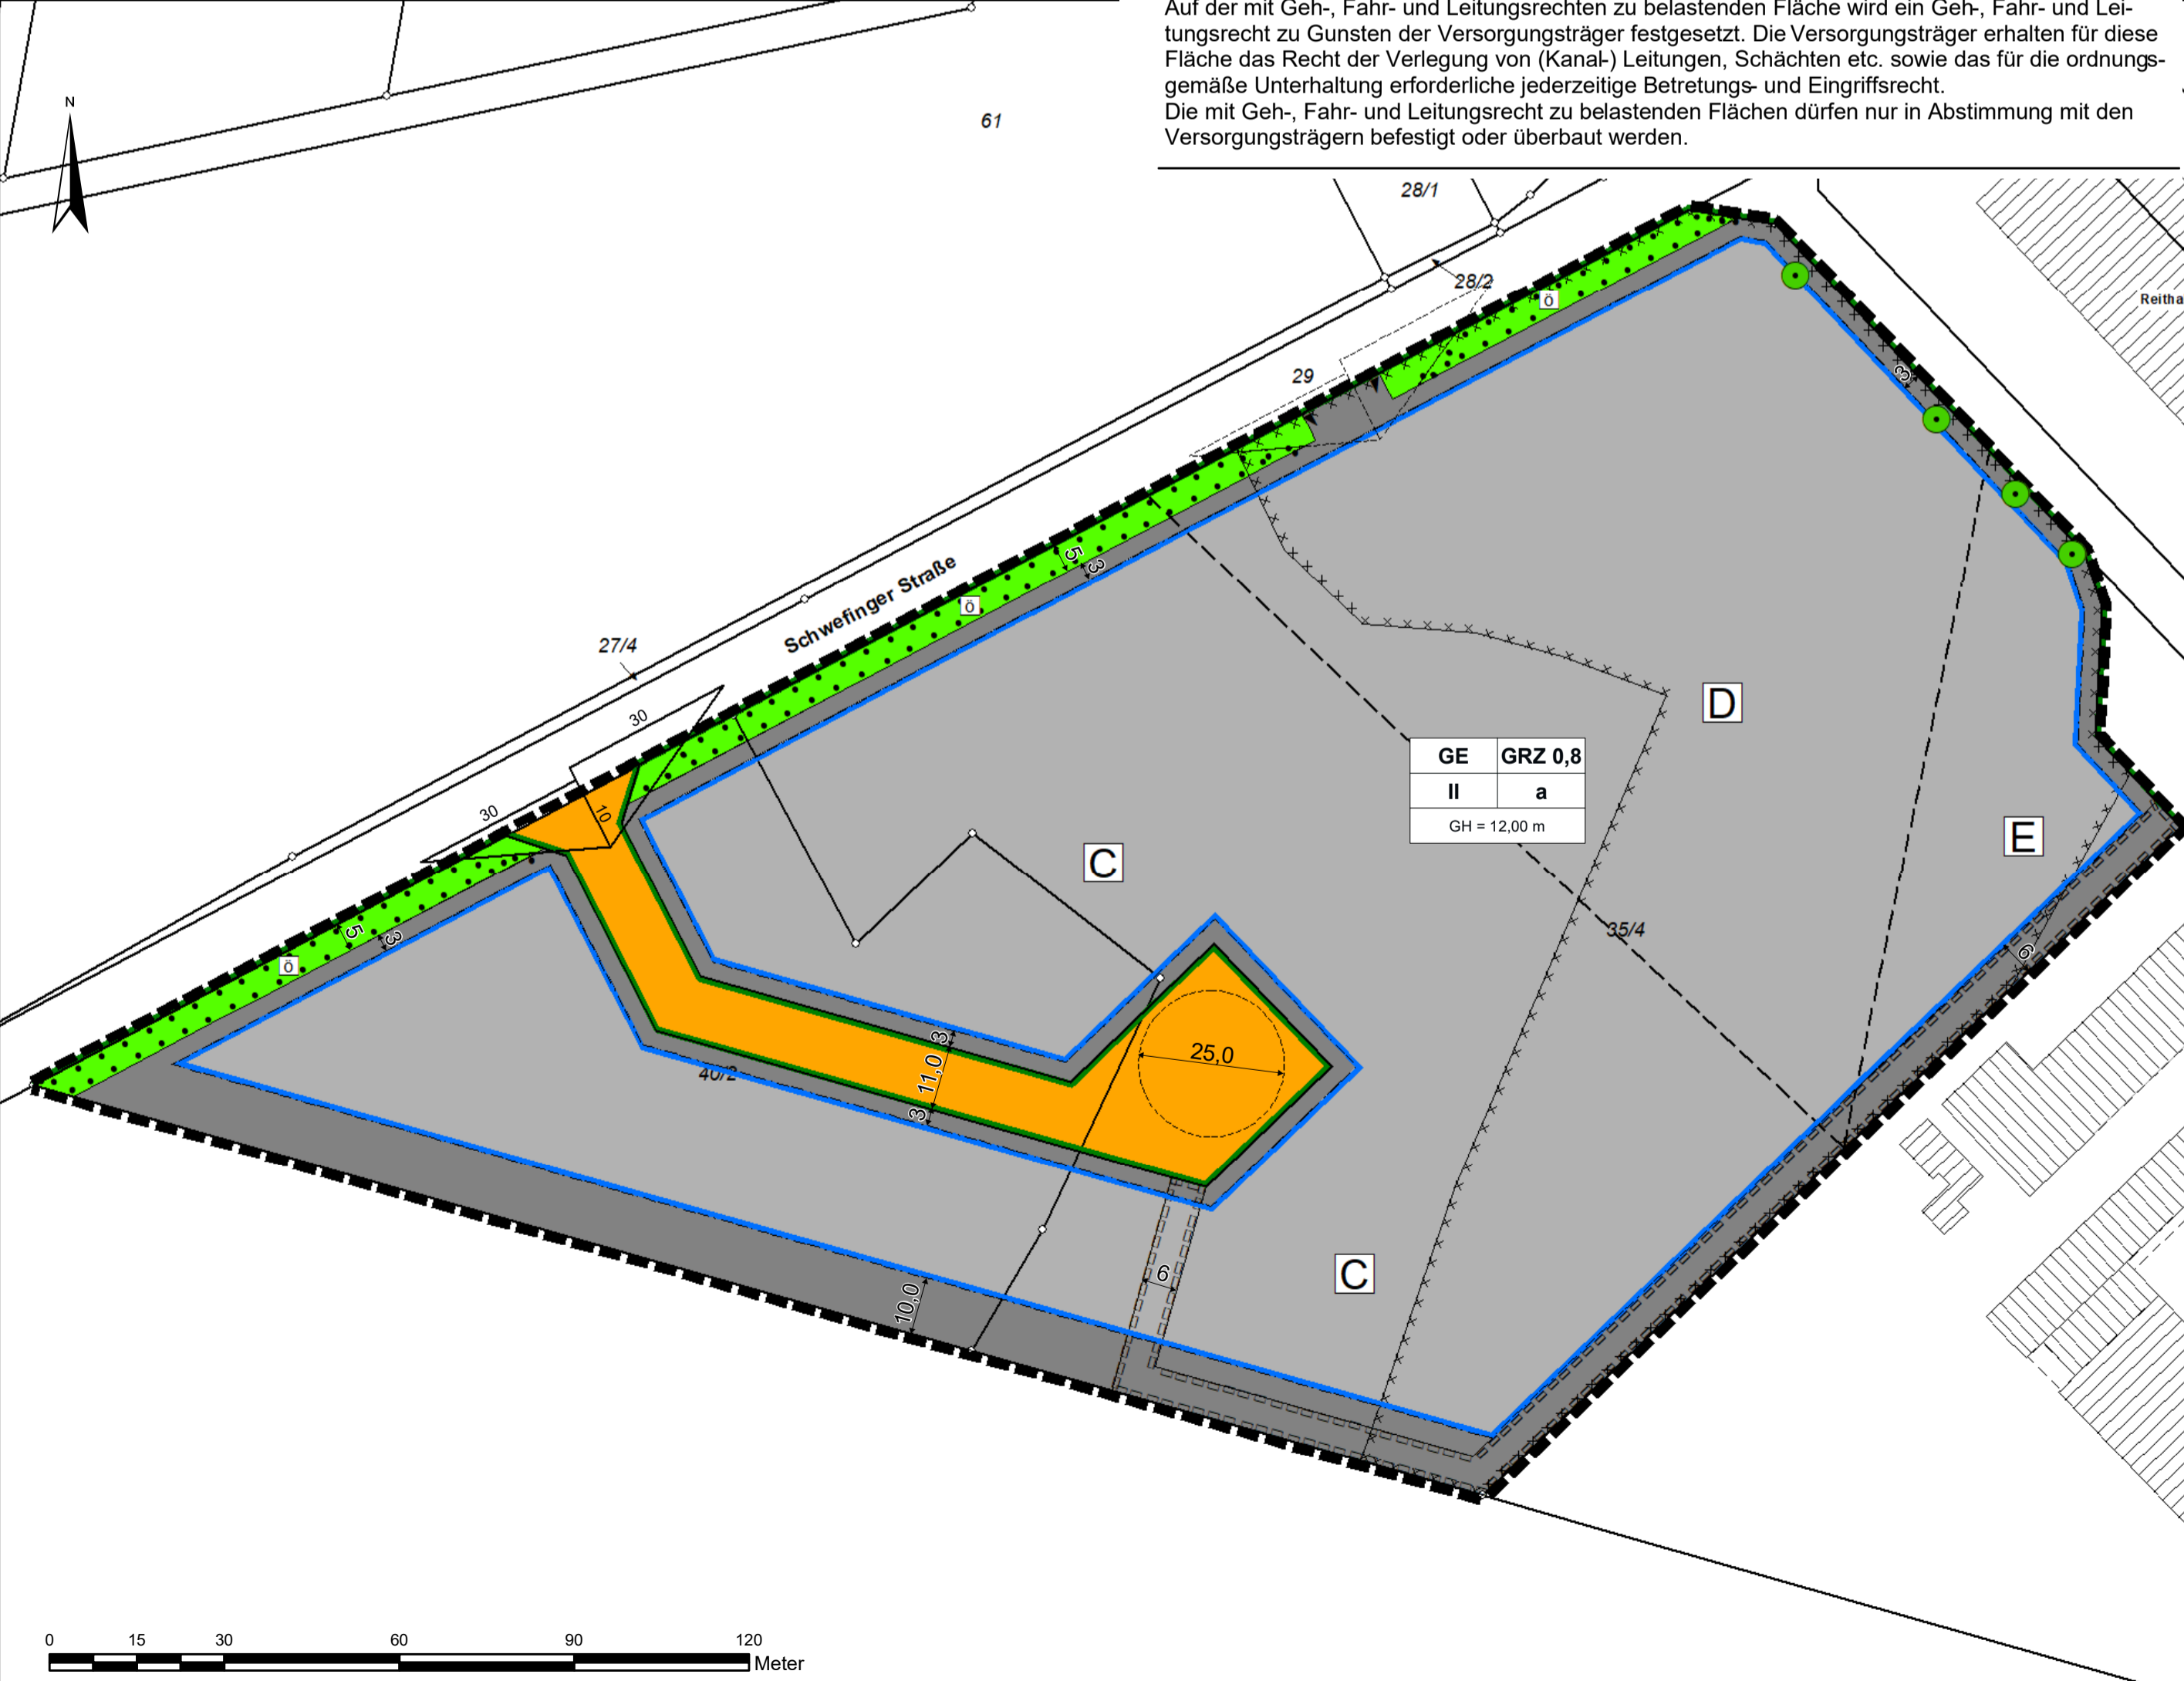 Auf der mit Geh-, Fahr- und Leitungsrechten zu belastenden Fläche wird ein Geh-, Fahr- und Lei-
tungsrecht zu Gunsten der Versorgungsträger festgesetzt. Die Versorgungsträger erhalten für diese
Fläche das Recht der Verlegung von (Kanal-) Leitungen, Schächten etc. sowie das für die ordnungs-
gemäße Unterhaltung erforderliche jederzeitige Betretungs- und Eingriffsrecht.
Die mit Geh-, Fahr- und Leitungsrecht zu belastenden Flächen dürfen nur in Abstimmung mit den
Versorgungsträgern befestigt oder überbaut werden.
N
61
28/1
28/2
Reitha
ö
29
3
5
3
Schwefinger Straße
ö
27/4
30
D
GE GRZ 0,8
II a
GH = 12,00 m
30
10
E
C
5
3
ö
35/4
6
3
11,0
3
25,0
40/2
6
C
10,0
0 15 30 60 90 120
Meter